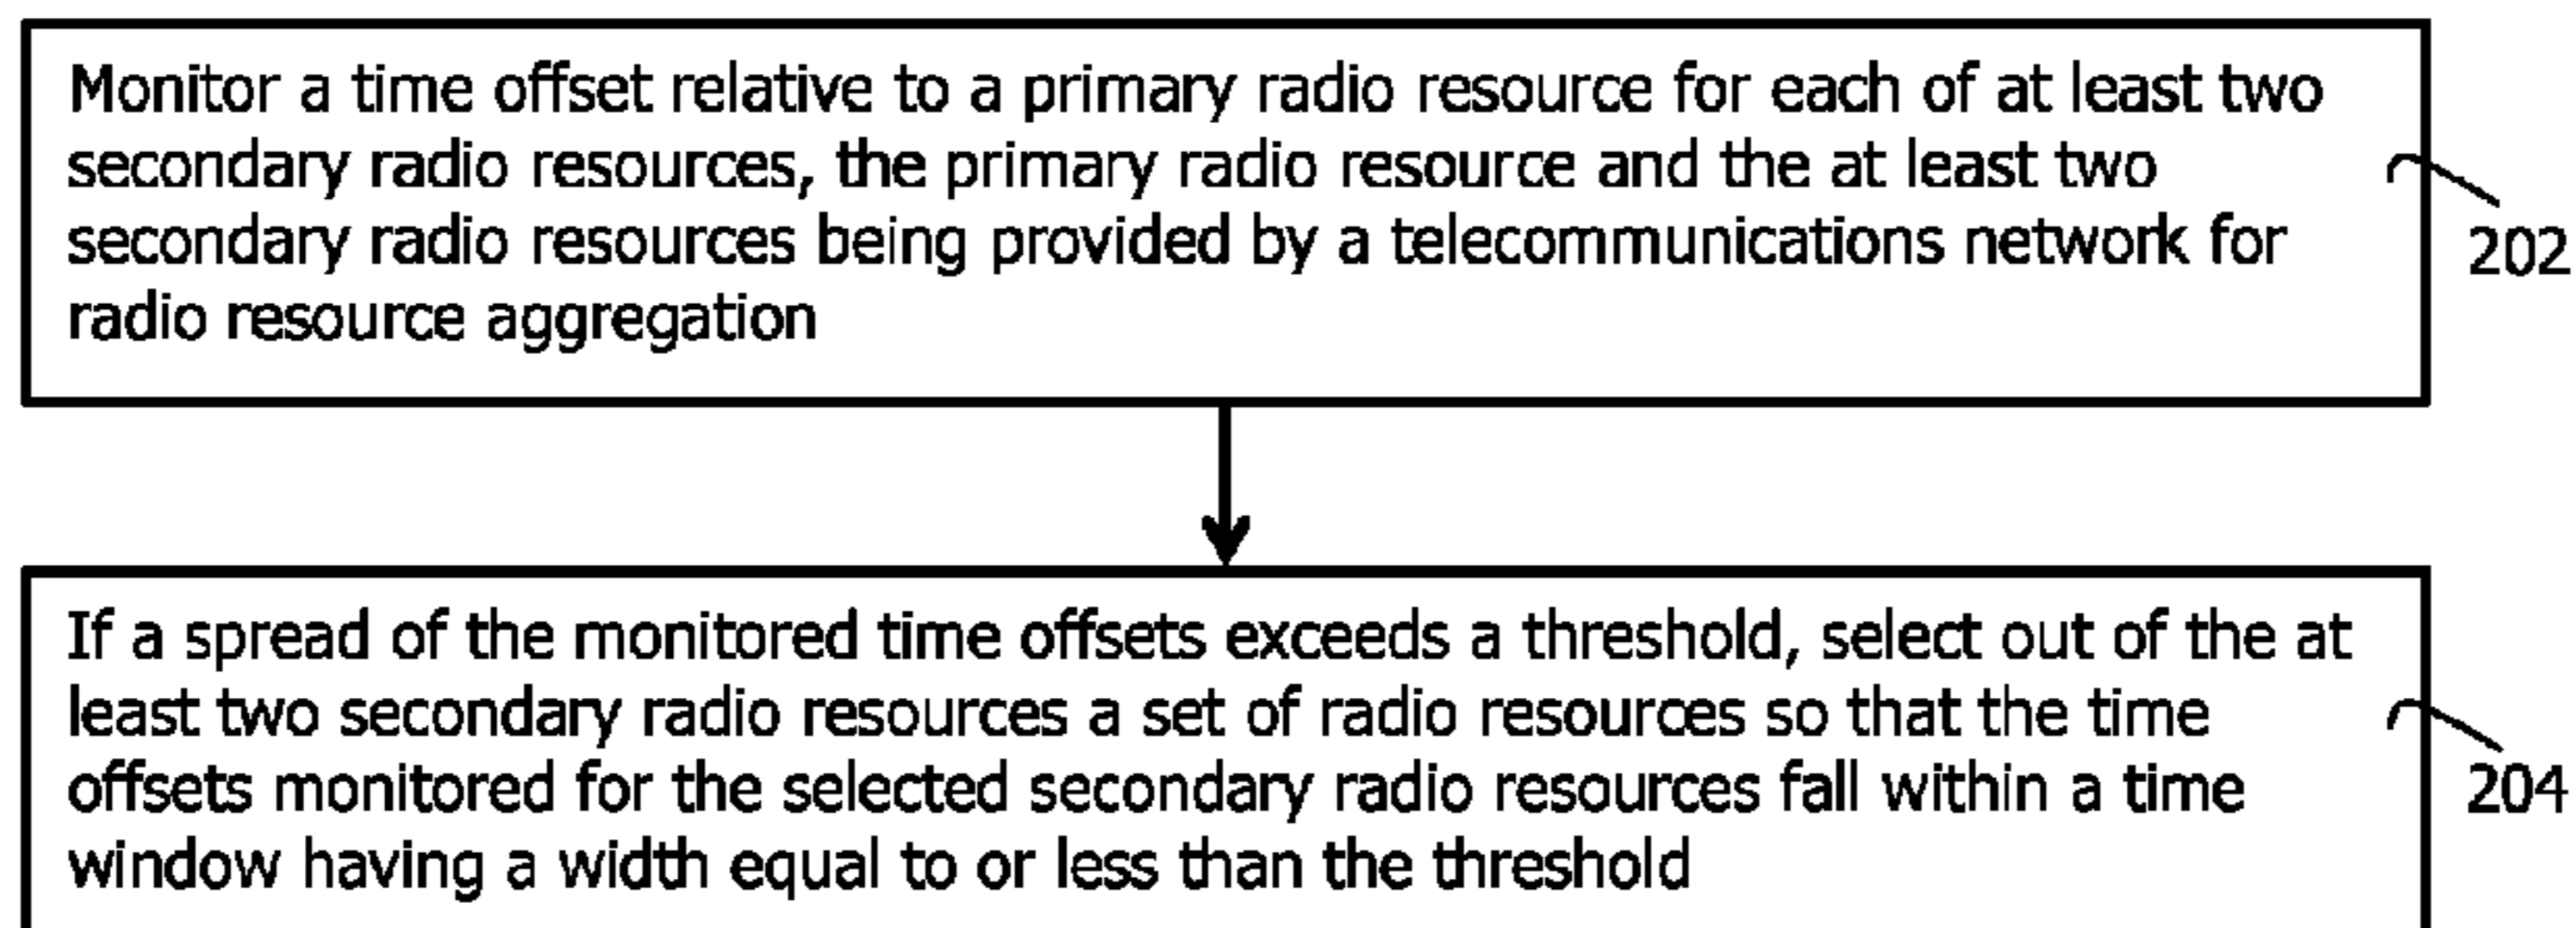 Monitor a time offset relative to a primary radio resource for each of at least two
secondary radio resources, the primary radio resource and the at least two
secondary radio resources being provided by a telecommunications network for
radio resource aggregation
202
If a spread of the monitored time offsets exceeds a threshold, select out of the at
least two secondary radio resources a set of radio resources so that the time
offsets monitored for the selected secondary radio resources fall within a time
window having a width equal to or less than the threshold
204